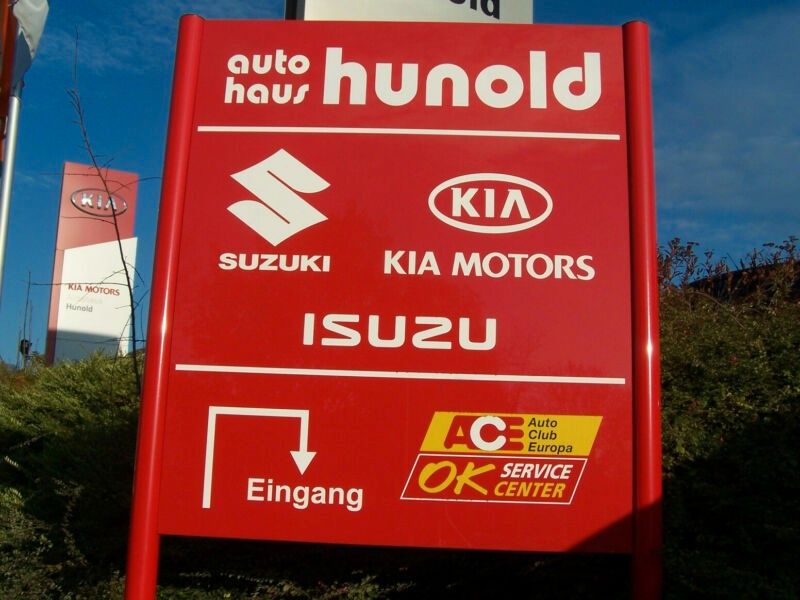 auto
haus hunold
SUZUKI
KIA
KIA MOTORS
ISUZU
Eingang
ACE Auto
Club
Europa
OK SERVICE
CENTER
KIA
KIA MOTORS
Hunold